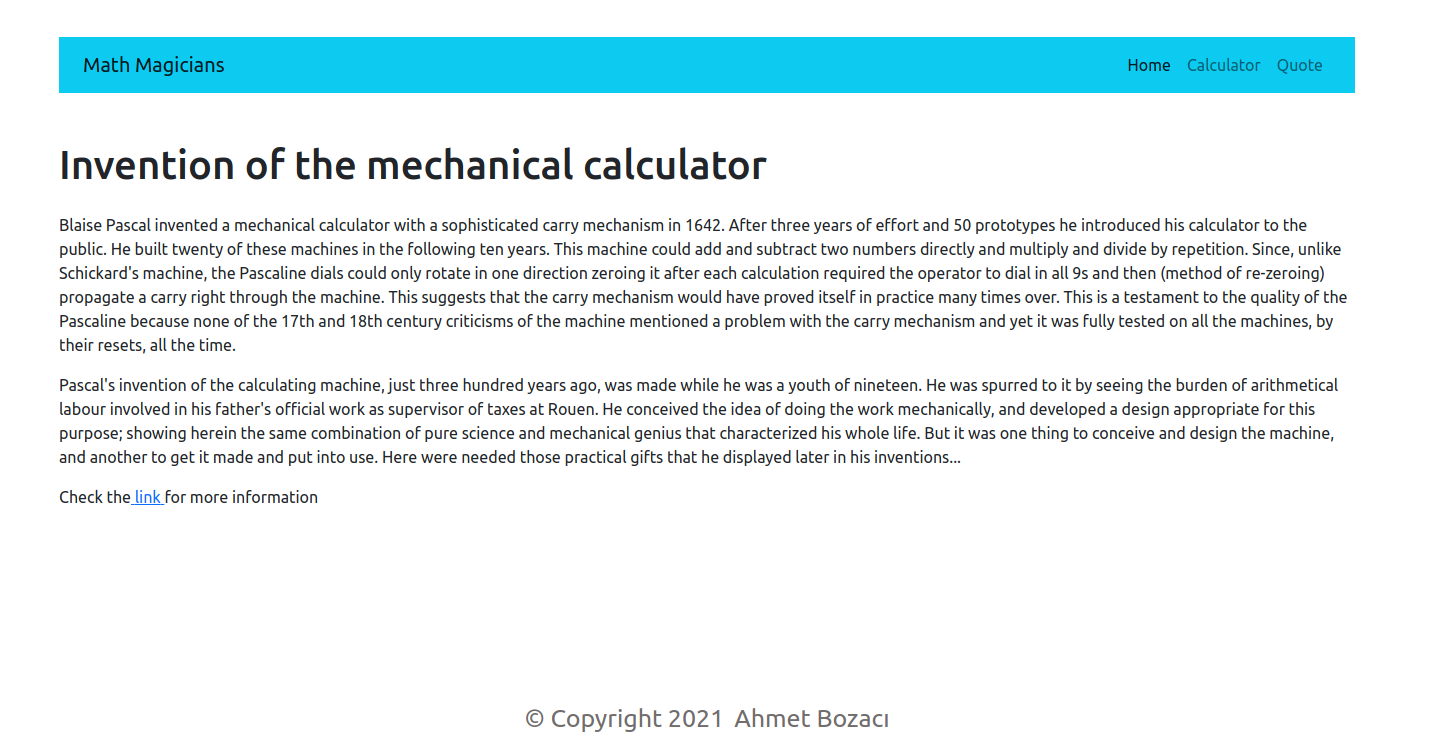 Math Magicians
Home Calculator Quote
Invention of the mechanical calculator
Blaise Pascal invented a mechanical calculator with a sophisticated carry mechanism in 1642. After three years of effort and 50 prototypes he introduced his calculator to the
public. He built twenty of these machines in the following ten years. This machine could add and subtract two numbers directly and multiply and divide by repetition. Since, unlike
Schickard's machine, the Pascaline dials could only rotate in one direction zeroing it after each calculation required the operator to dial in all 9s and then (method of re-zeroing)
propagate a carry right through the machine. This suggests that the carry mechanism would have proved itself in practice many times over. This is a testament to the quality of the
Pascaline because none of the 17th and 18th century criticisms of the machine mentioned a problem with the carry mechanism and yet it was fully tested on all the machines, by
their resets, all the time.
Pascal's invention of the calculating machine, just three hundred years ago, was made while he was a youth of nineteen. He was spurred to it by seeing the burden of arithmetical
labour involved in his father's official work as supervisor of taxes at Rouen. He conceived the idea of doing the work mechanically, and developed a design appropriate for this
purpose; showing herein the same combination of pure science and mechanical genius that characterized his whole life. But it was one thing to conceive and design the machine,
and another to get it made and put into use. Here were needed those practical gifts that he displayed later in his inventions...
Check the link for more information
© Copyright 2021 Ahmet Bozacı